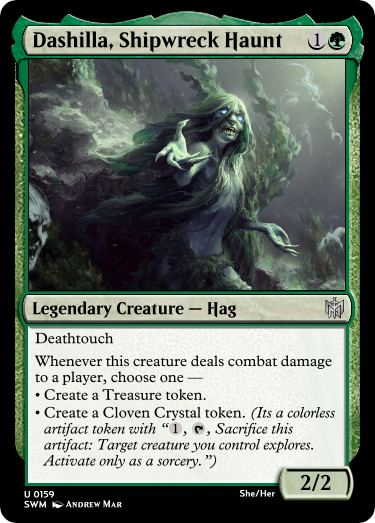 Dashilla, Shipwreck Haunt 1
Legendary Creature — Hag
Deathtouch
Whenever this creature deals combat damage
to a player, choose one —
• Create a Treasure token.
• Create a Cloven Crystal token. (Its a colorless
artifact token with “1, , Sacrifice this
artifact: Target creature you control explores.
Activate only as a sorcery.”)
2/2
U 0159
She/Her
SWM Andrew Mar